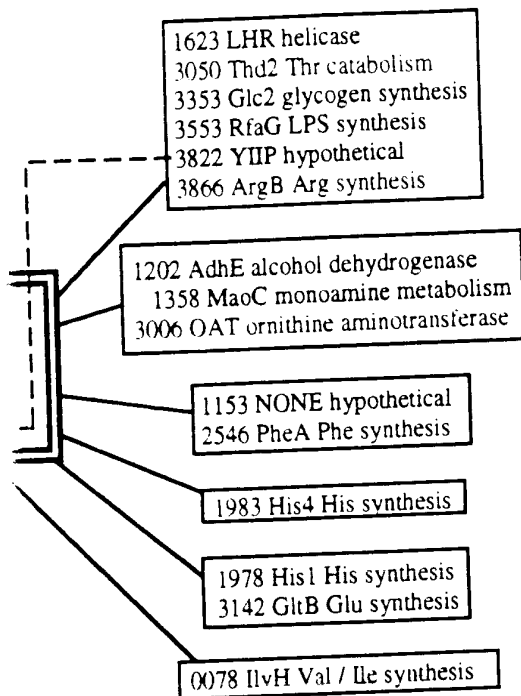 1623 LHR helicase
3050 Thd2 Thr catabolism
3353 Glc2 glycogen synthesis
3553 RfaG LPS synthesis
3822 YIIP hypothetical
3866 ArgB Arg synthesis
1202 AdhE alcohol dehydrogenase
1358 MaoC monoamine metabolism
3006 OAT ornithine aminotransferase
1153 NONE hypothetical
2546 PheA Phe synthesis
1983 His4 His synthesis
1978 His1 His synthesis
3142 GltB Glu synthesis
0078 IlvH Val / Ile synthesis